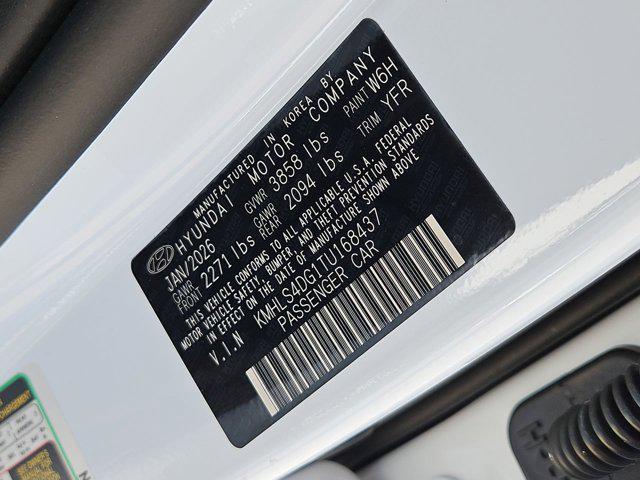 MANUFACTURED IN KOREA BY
HYUNDAI MOTOR COMPANY
JAN/2026 GVWR 3858 lbs PAINT W6H
GAWR FRONT 2271 lbs GAWR REAR 2094 lbs TRIM YFR
THIS VEHICLE CONFORMS TO ALL APPLICABLE U.S.A. FEDERAL
MOTOR VEHICLE SAFETY, BUMPER AND THEFT PREVENTION STANDARDS
IN EFFECT ON THE DATE OF MANUFACTURE SHOWN ABOVE
V.I.N KMHLS4DG1TU168437
PASSENGER CAR